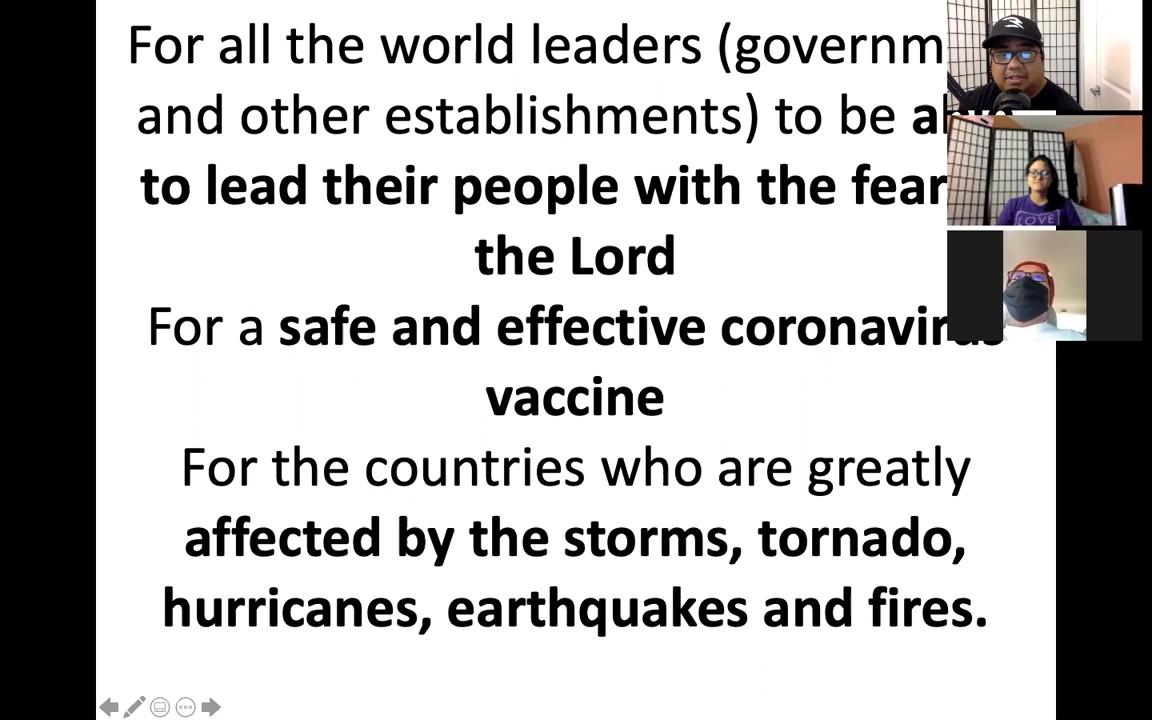 For all the world leaders (governm
and other establishments) to be
to lead their people with the fear
the Lord
For a safe and effective coronavirus
vaccine
For the countries who are greatly
affected by the storms, tornado,
hurricanes, earthquakes and fires.
LOVE